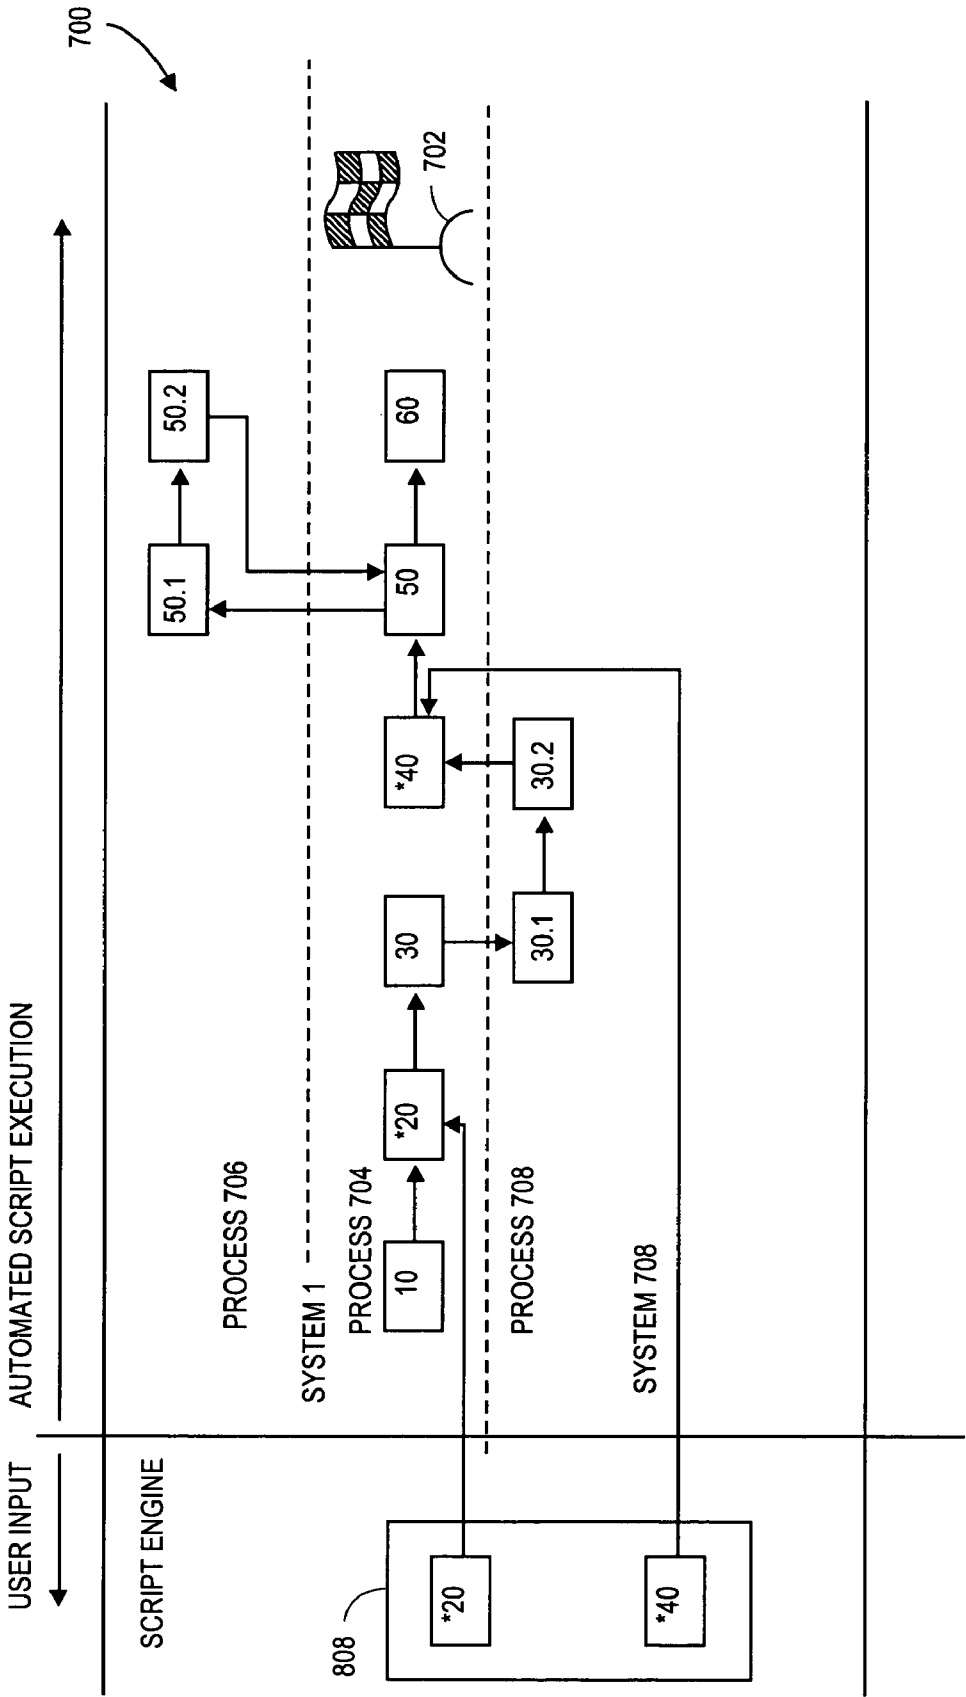 USER INPUT
AUTOMATED SCRIPT EXECUTION
700
SCRIPT ENGINE
PROCESS 706
50.1
50.2
SYSTEM 1
702
PROCESS 704
10
*20
30
*40
50
60
808
*20
*40
PROCESS 708
30.1
30.2
SYSTEM 708